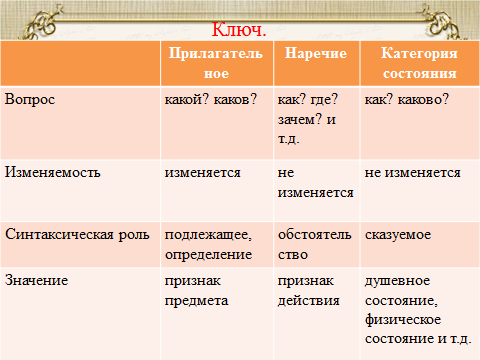 Ключ.
Прилагатель
ное
Наречие
Категория
состояния
Вопрос
какой? каков?
как? где?
зачем? и
т.д.
как? каково?
Изменяемость
изменяется
не
изменяется
не изменяется
Синтаксическая роль
подлежащее,
определение
обстоятель
ство
сказуемое
Значение
признак
предмета
признак
действия
душевное
состояние,
физическое
состояние и т.д.